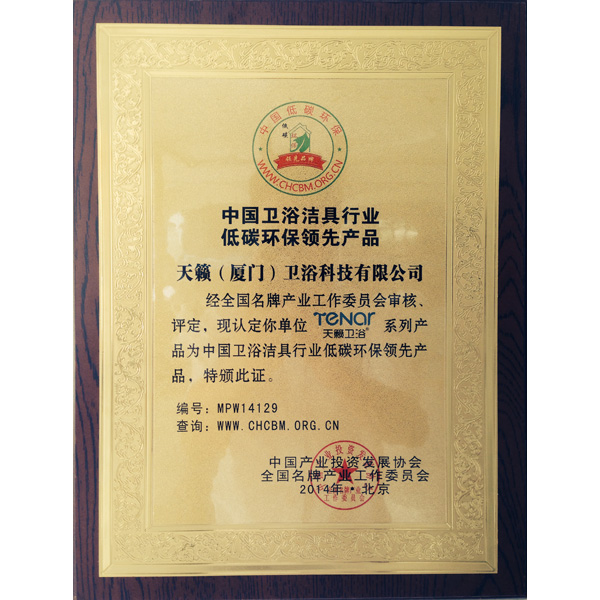 中国低碳环保
低碳
领先品牌
WWW.CHCBM.ORG.CN
中国卫浴洁具行业
低碳环保领先产品
天籁（厦门）卫浴科技有限公司
经全国名牌产业工作委员会审核、
评定，现认定你单位 TENAR 天籁卫浴® 系列产
品为中国卫浴洁具行业低碳环保领先产
品，特颁此证。
编号：MPW14129
查询：WWW.CHCBM.ORG.CN
中国产业投资发展协会
全国名牌产业工作委员会
2014年·北京